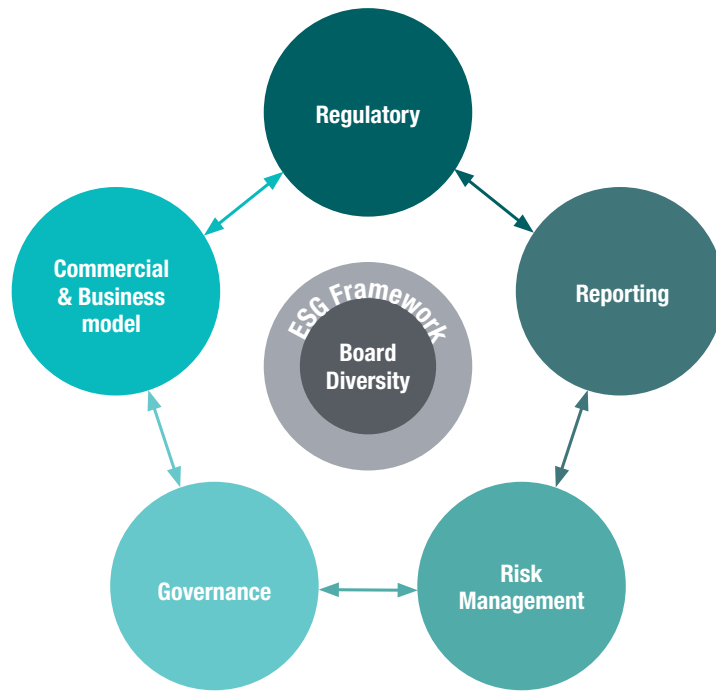 Regulatory
Commercial
& Business
model
Reporting
ESG Framework
Board
Diversity
Governance
Risk
Management